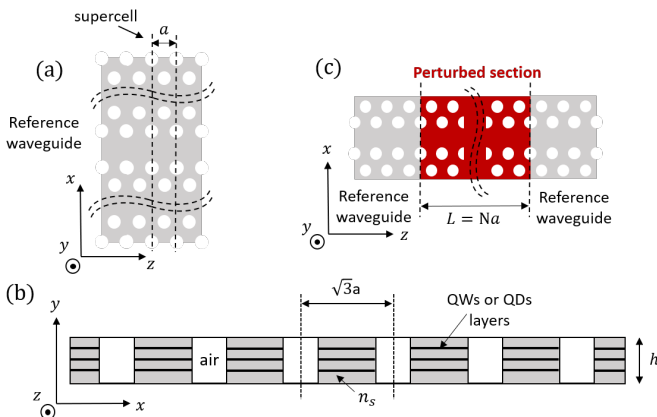 supercell
a
(a)
Reference
waveguide
x
y
z
(c)
Perturbed section
x
Reference
waveguide
Reference
waveguide
L = Na
y
z
(b)
y
√3a
QWs or QDs
layers
air
h
n_s
z
x